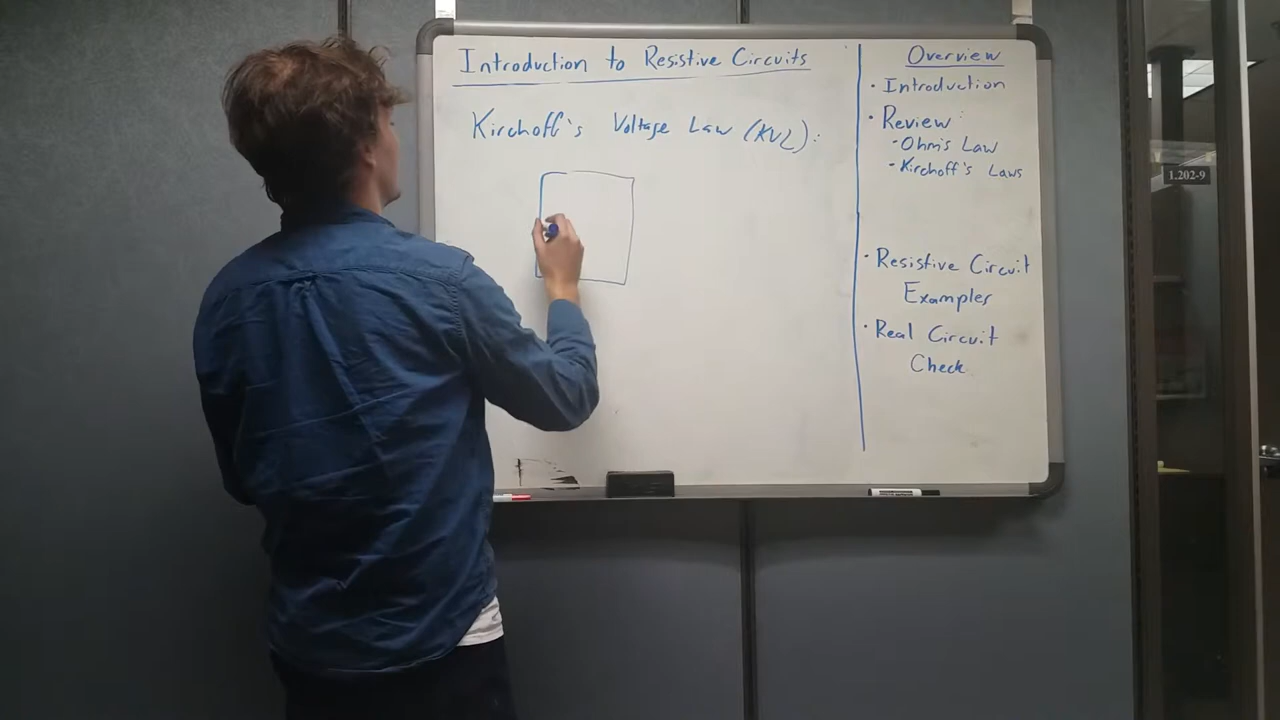 Introduction to Resistive Circuits
Kirchoff's Voltage Law (KVL):
Overview
• Introduction
• Review:
- Ohm's Law
- Kirchoff's Laws
• Resistive Circuit
Examples
• Real Circuit
Check
1.202-9